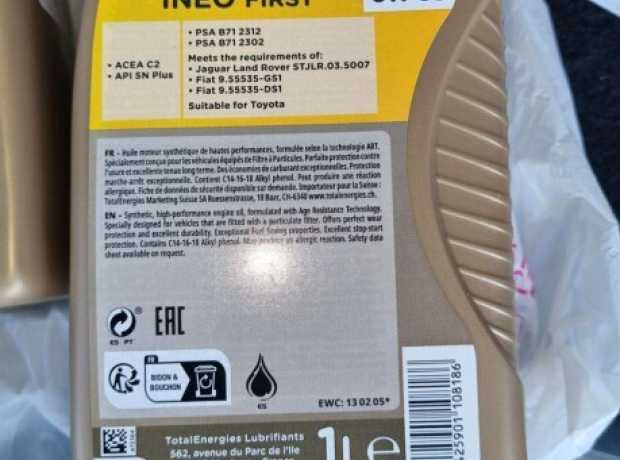 INEO FIRST
• PSA B71 2312
• PSA B71 2302
• ACEA C2
• API SN Plus
Meets the requirements of:
• Jaguar Land Rover STJLR.03.5007
• Fiat 9.55535-GS1
• Fiat 9.55535-DS1
Suitable for Toyota
FR - Huile moteur synthétique de hautes performances, formulée selon la technologie ART.
Spécialement conçue pour les véhicules équipés de Filtre à Particules. Parfaite protection contre
l'usure et excellente tenue long terme. Des économies de carburant exceptionnelles. Protection
marche-arrêt exceptionnelle. Contient C14-16-18 Alkyl phenol. Peut produire une réaction
allergique. Fiche de données de sécurité disponible sur demande. Importateur pour la Suisse :
TotalEnergies Marketing Suisse SA Ruessenstrasse, 18 Baar, CH-6340 www.totalenergies.ch
EN - Synthetic, high-performance engine oil, formulated with Age Resistance Technology.
Specially designed for vehicles that are fitted with a particulate filter. Offers perfect wear
protection and excellent durability. Exceptional Fuel Saving properties. Excellent stop-start
protection. Contains C14-16-18 Alkyl phenol. May produce an allergic reaction. Safety data
sheet available on request.
EAC
ES PT
FR
BIDON &
BOUCHON
KS
EWC: 13 02 05*
TotalEnergies Lubrifiants
562, avenue du Parc de l'Ile
1L e
425901 108186